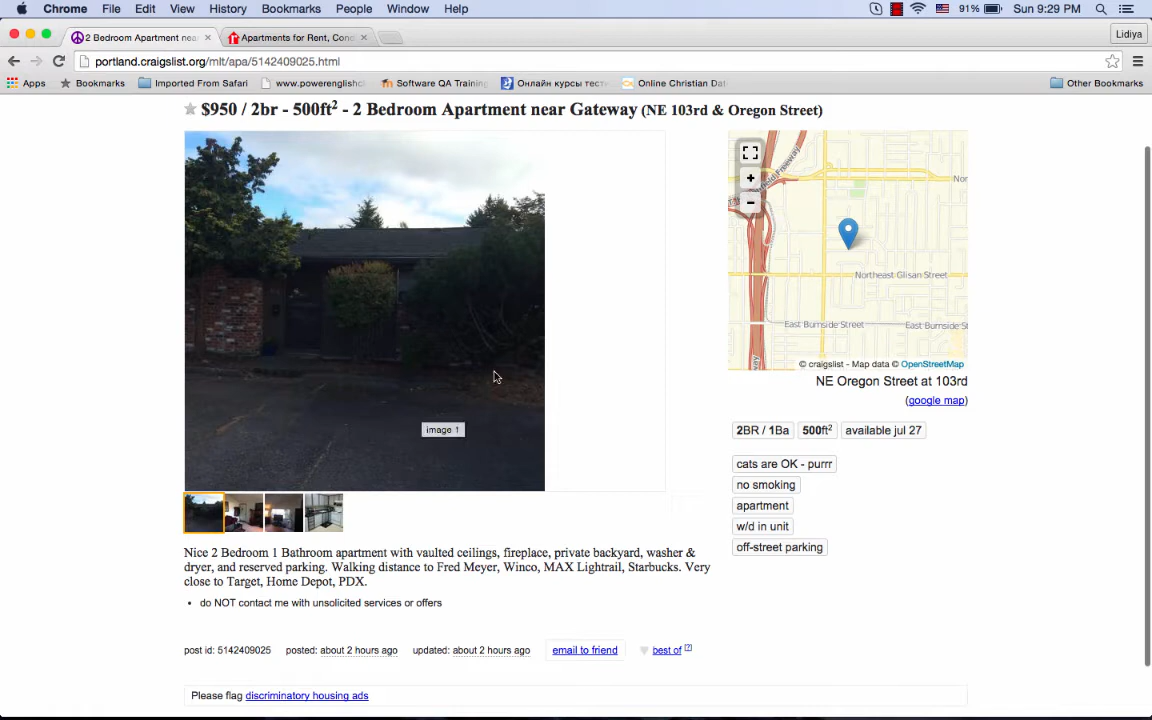 Chrome File Edit View History Bookmarks People Window Help 91% Sun 9:29 PM
2 Bedroom Apartment nea Apartments for Rent, Conc Lidiya
portland.craigslist.org/mlt/apa/5142409025.html
Apps Bookmarks Imported From Safari www.powerenglishc Software QA Training Онлайн курсы тест Online Christian Dat Other Bookmarks
$950 / 2br - 500ft2 - 2 Bedroom Apartment near Gateway (NE 103rd & Oregon Street)
+
−
Nor
Northeast Glisan Street
East Burnside Street East Burnside St
© craigslist - Map data © OpenStreetMap
NE Oregon Street at 103rd
(google map)
2BR / 1Ba 500ft2 available jul 27
image 1
cats are OK - purrr
no smoking
apartment
w/d in unit
off-street parking
Nice 2 Bedroom 1 Bathroom apartment with vaulted ceilings, fireplace, private backyard, washer &
dryer, and reserved parking. Walking distance to Fred Meyer, Winco, MAX Lightrail, Starbucks. Very
close to Target, Home Depot, PDX.
• do NOT contact me with unsolicited services or offers
post id: 5142409025 posted: about 2 hours ago updated: about 2 hours ago email to friend best of [?]
Please flag discriminatory housing ads